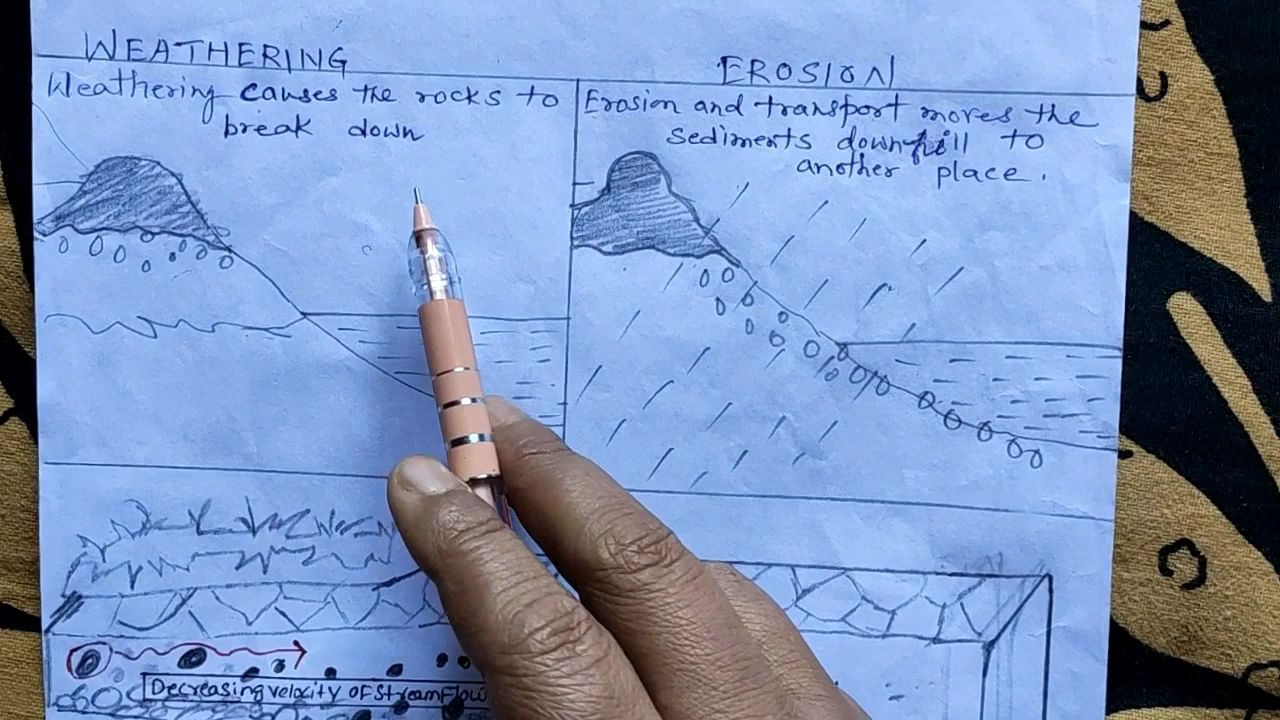 WEATHERING
Weathering causes the rocks to
break down
EROSION
Erosion and transport moves the
sediments downhill to
another place.
Decreasing velocity of Stream Flow